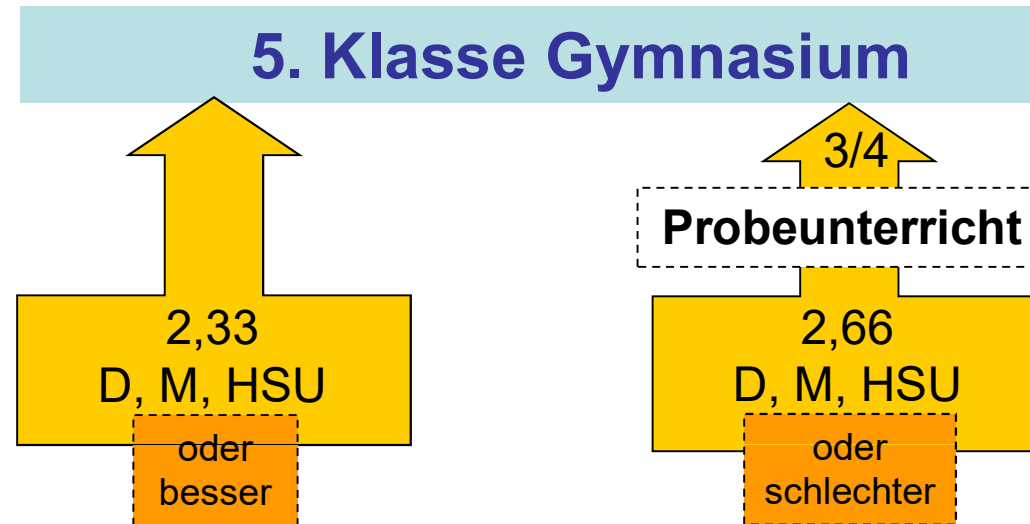 5. Klasse Gymnasium
2,33
D, M, HSU
oder
besser
3/4
Probeunterricht
2,66
D, M, HSU
oder
schlechter